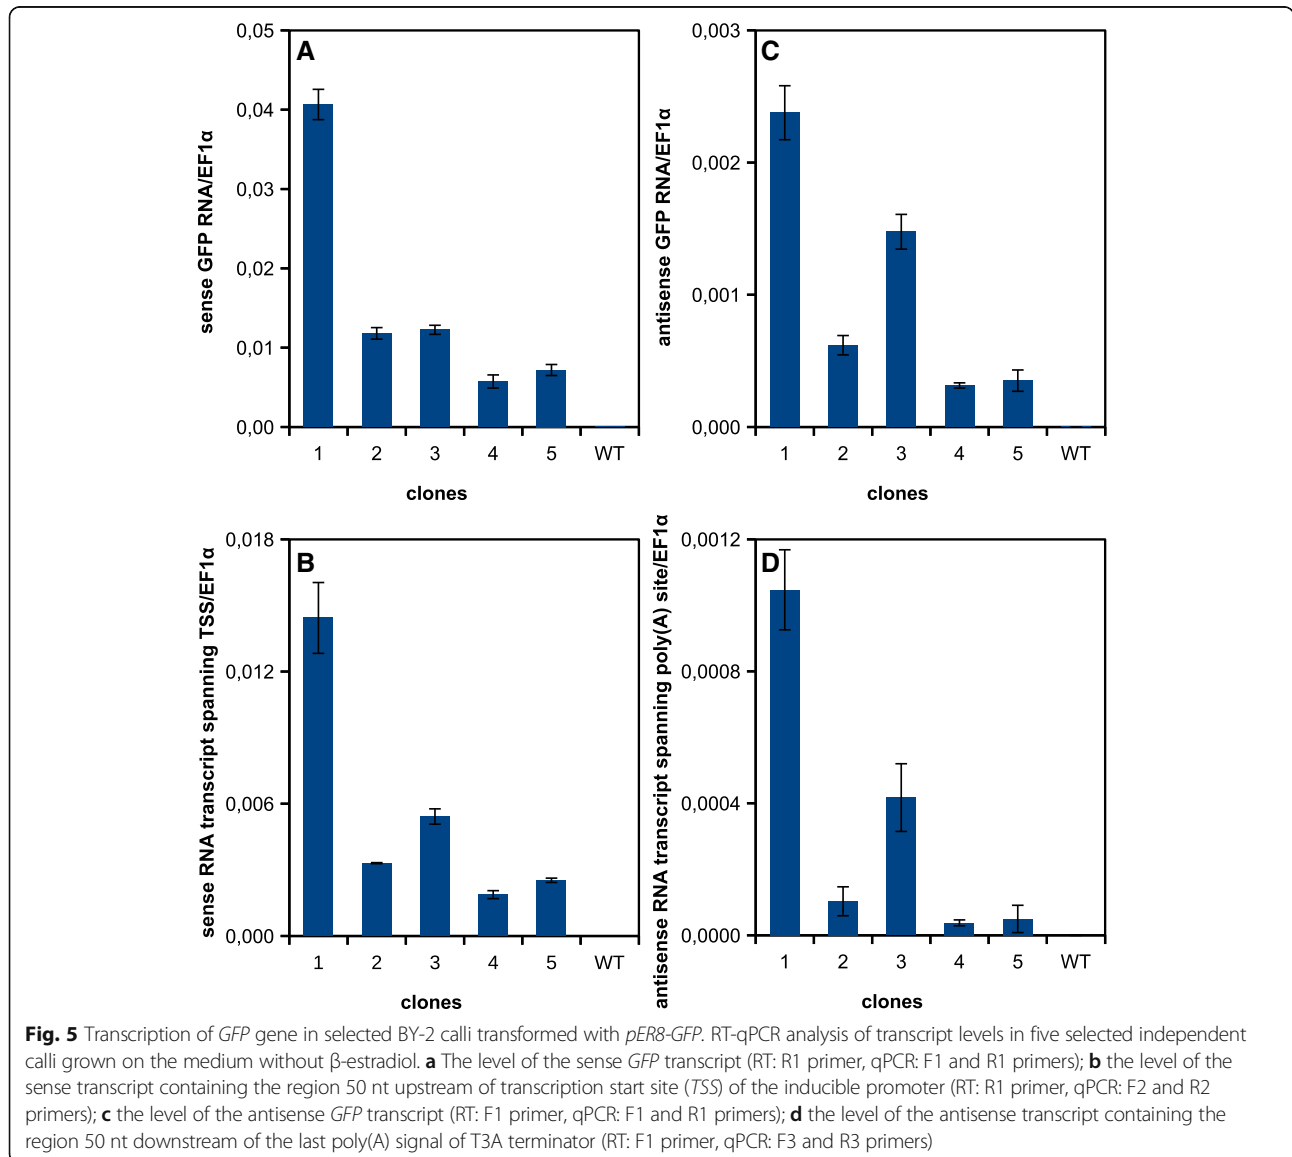 A
sense GFP RNA/EF1α
0,05
0,04
0,03
0,02
0,01
0,00
1 2 3 4 5 WT
clones
C
antisense GFP RNA/EF1α
0,003
0,002
0,001
0,000
1 2 3 4 5 WT
clones
B
sense RNA transcript spanning TSS/EF1α
0,018
0,012
0,006
0,000
1 2 3 4 5 WT
clones
D
antisense RNA transcript spanning poly(A) site/EF1α
0,0012
0,0008
0,0004
0,0000
1 2 3 4 5 WT
clones
Fig. 5 Transcription of GFP gene in selected BY-2 calli transformed with pER8-GFP. RT-qPCR analysis of transcript levels in five selected independent
calli grown on the medium without β-estradiol. a The level of the sense GFP transcript (RT: R1 primer, qPCR: F1 and R1 primers); b the level of the
sense transcript containing the region 50 nt upstream of transcription start site (TSS) of the inducible promoter (RT: R1 primer, qPCR: F2 and R2
primers); c the level of the antisense GFP transcript (RT: F1 primer, qPCR: F1 and R1 primers); d the level of the antisense transcript containing the
region 50 nt downstream of the last poly(A) signal of T3A terminator (RT: F1 primer, qPCR: F3 and R3 primers)